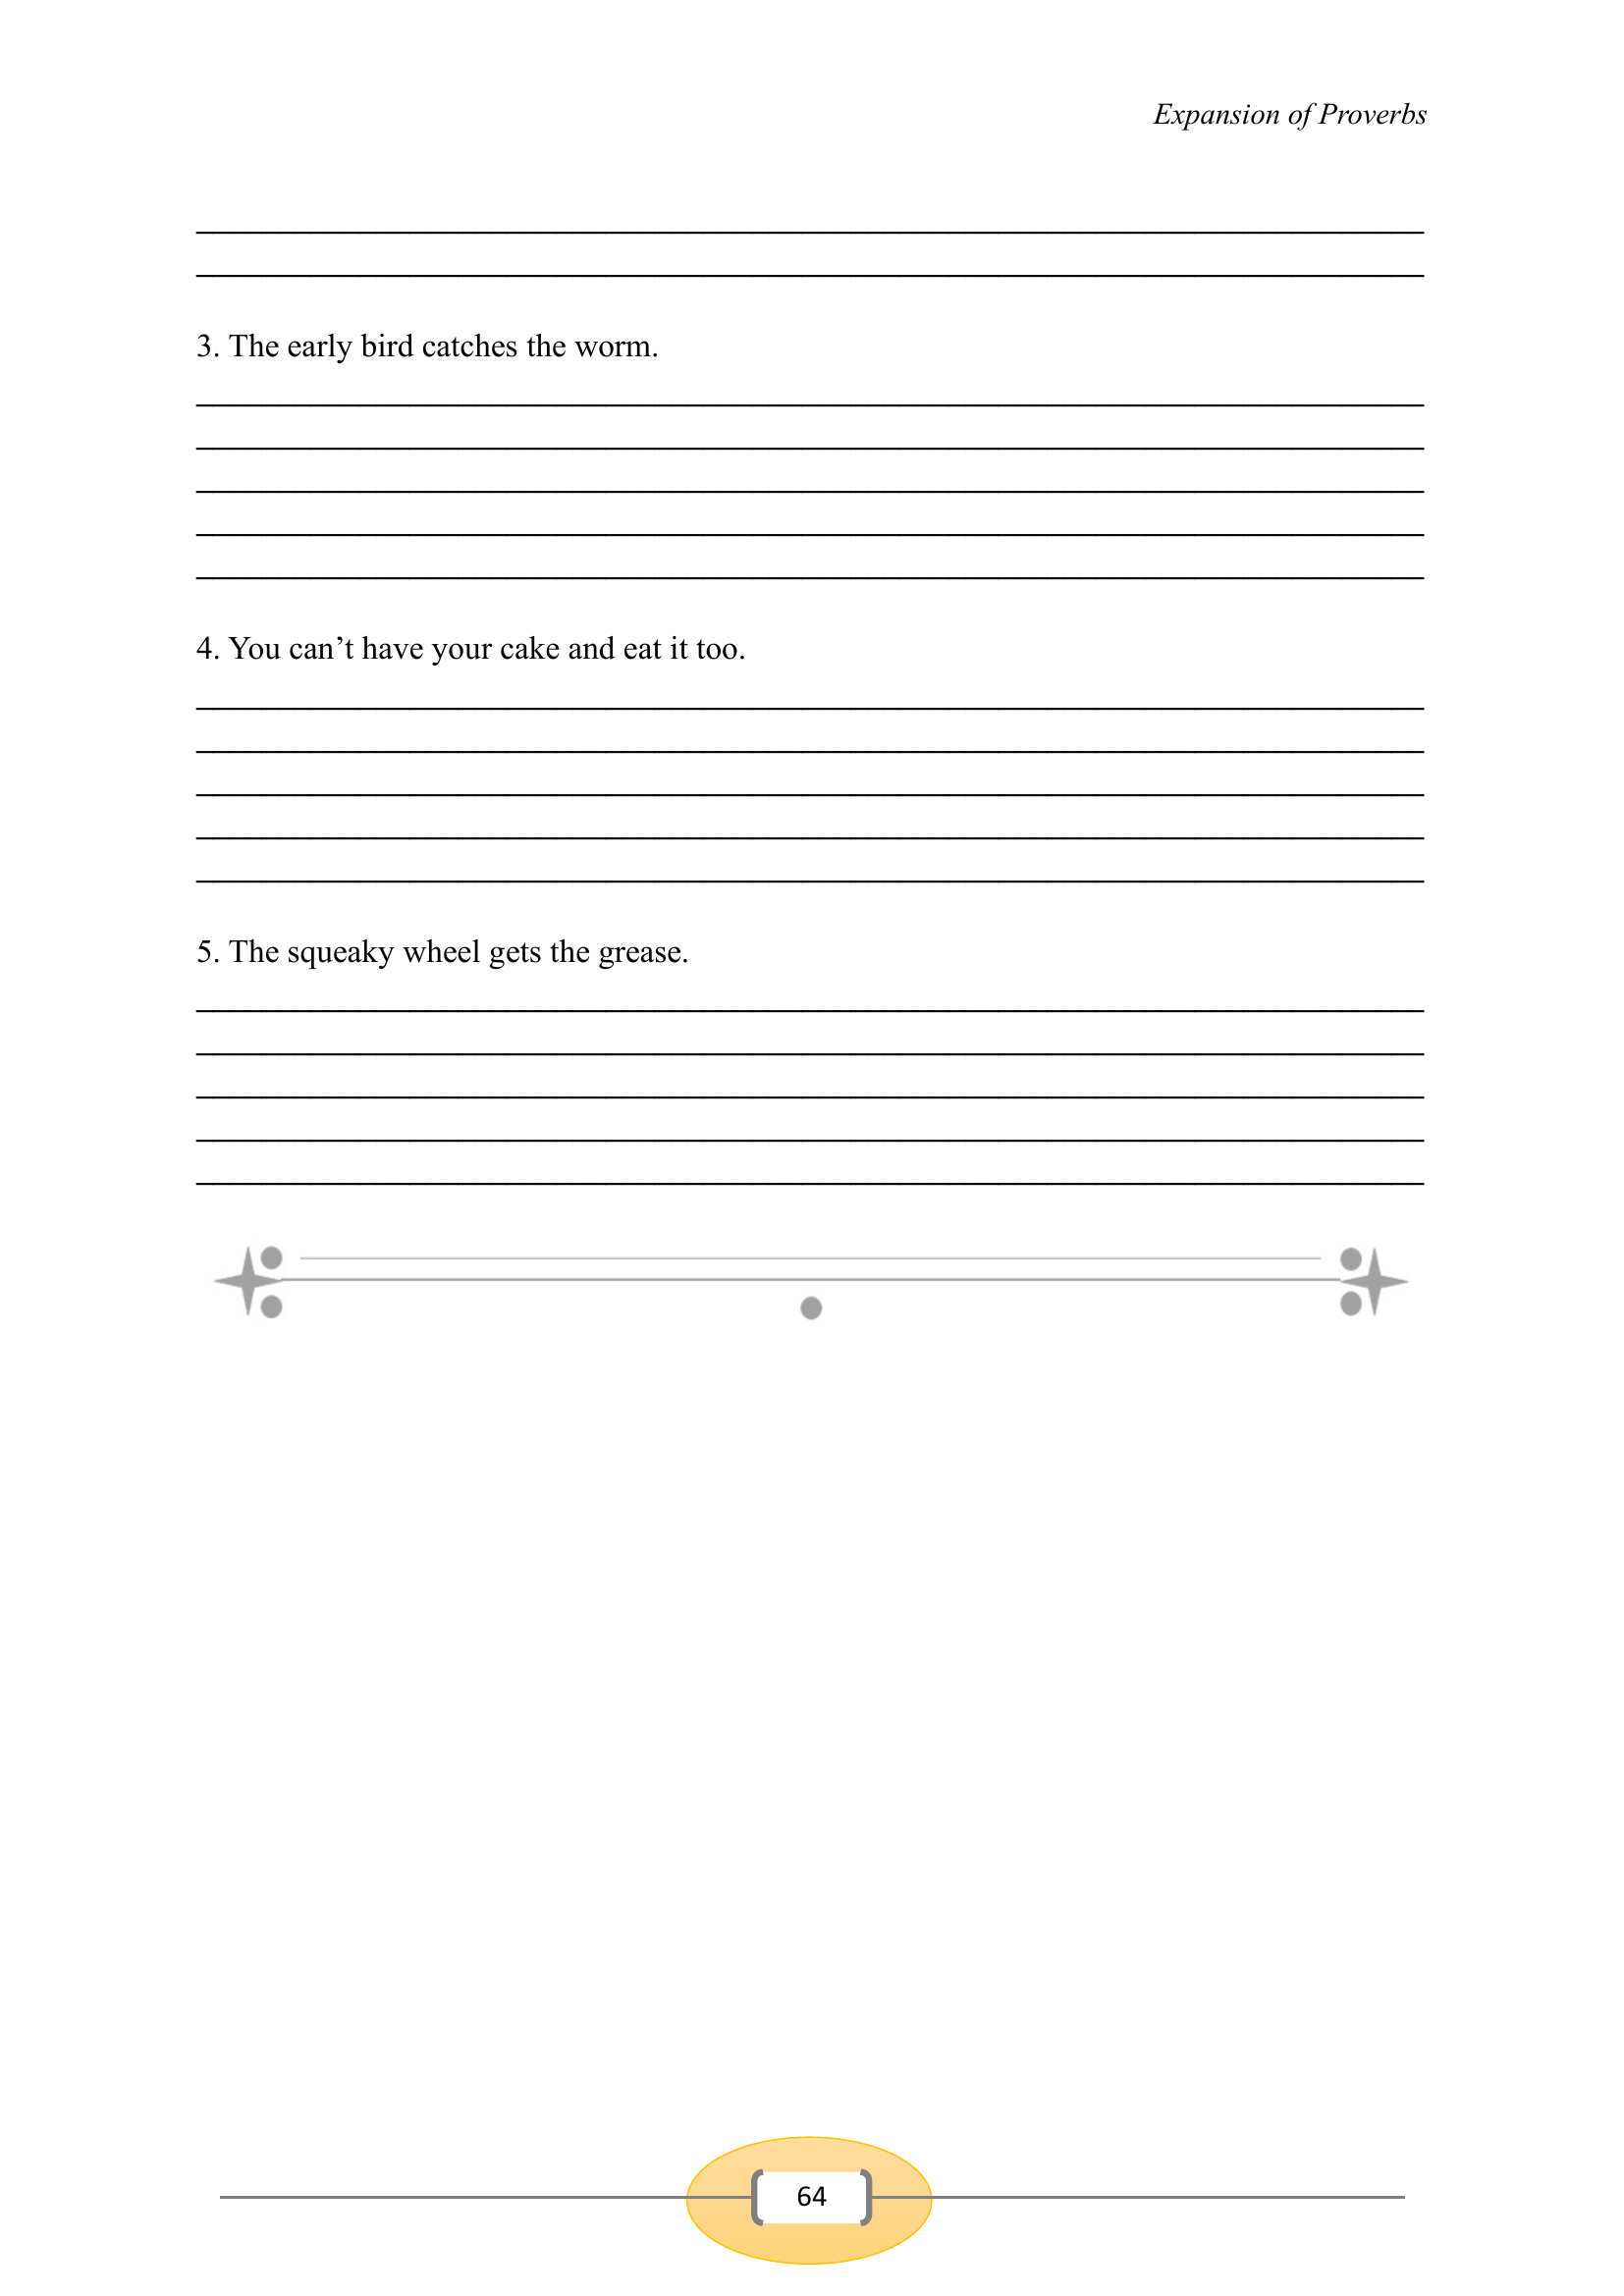 Expansion of Proverbs
3. The early bird catches the worm.
4. You can’t have your cake and eat it too.
5. The squeaky wheel gets the grease.
64